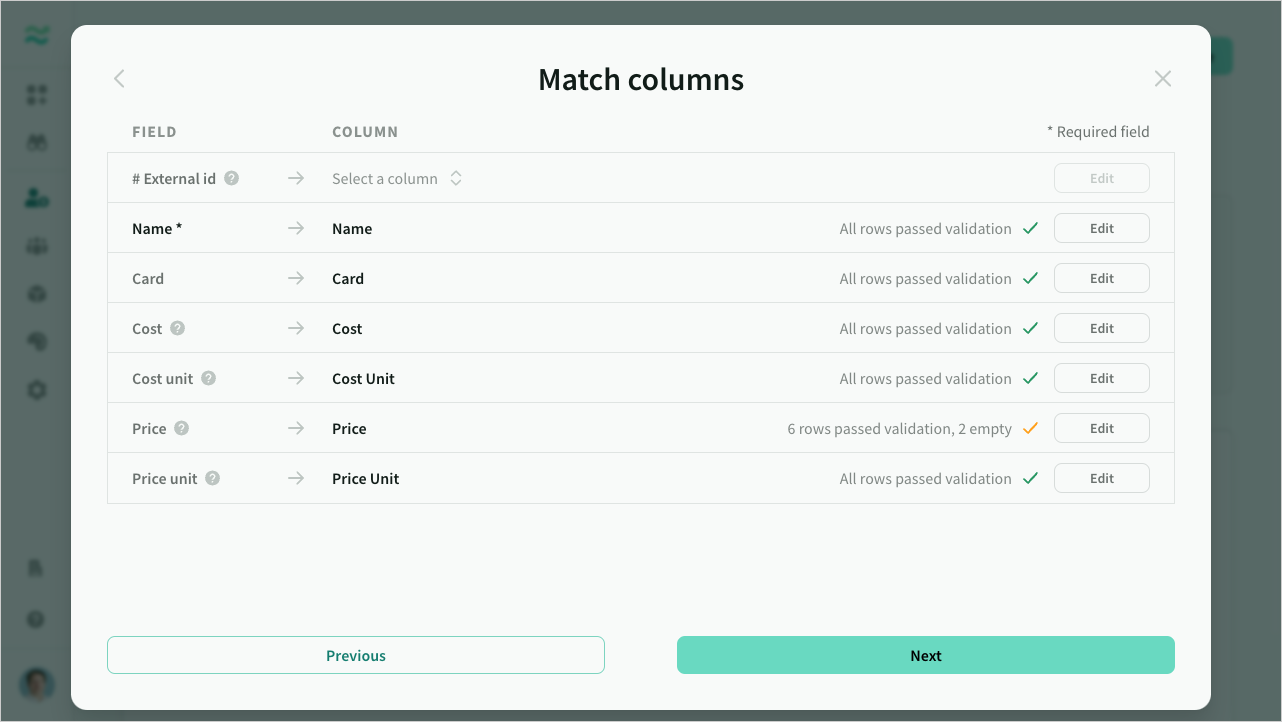 Match columns
FIELD COLUMN * Required field
# External id ? Select a column Edit
Name * Name All rows passed validation Edit
Card Card All rows passed validation Edit
Cost ? Cost All rows passed validation Edit
Cost unit ? Cost Unit All rows passed validation Edit
Price ? Price 6 rows passed validation, 2 empty Edit
Price unit ? Price Unit All rows passed validation Edit
Previous Next